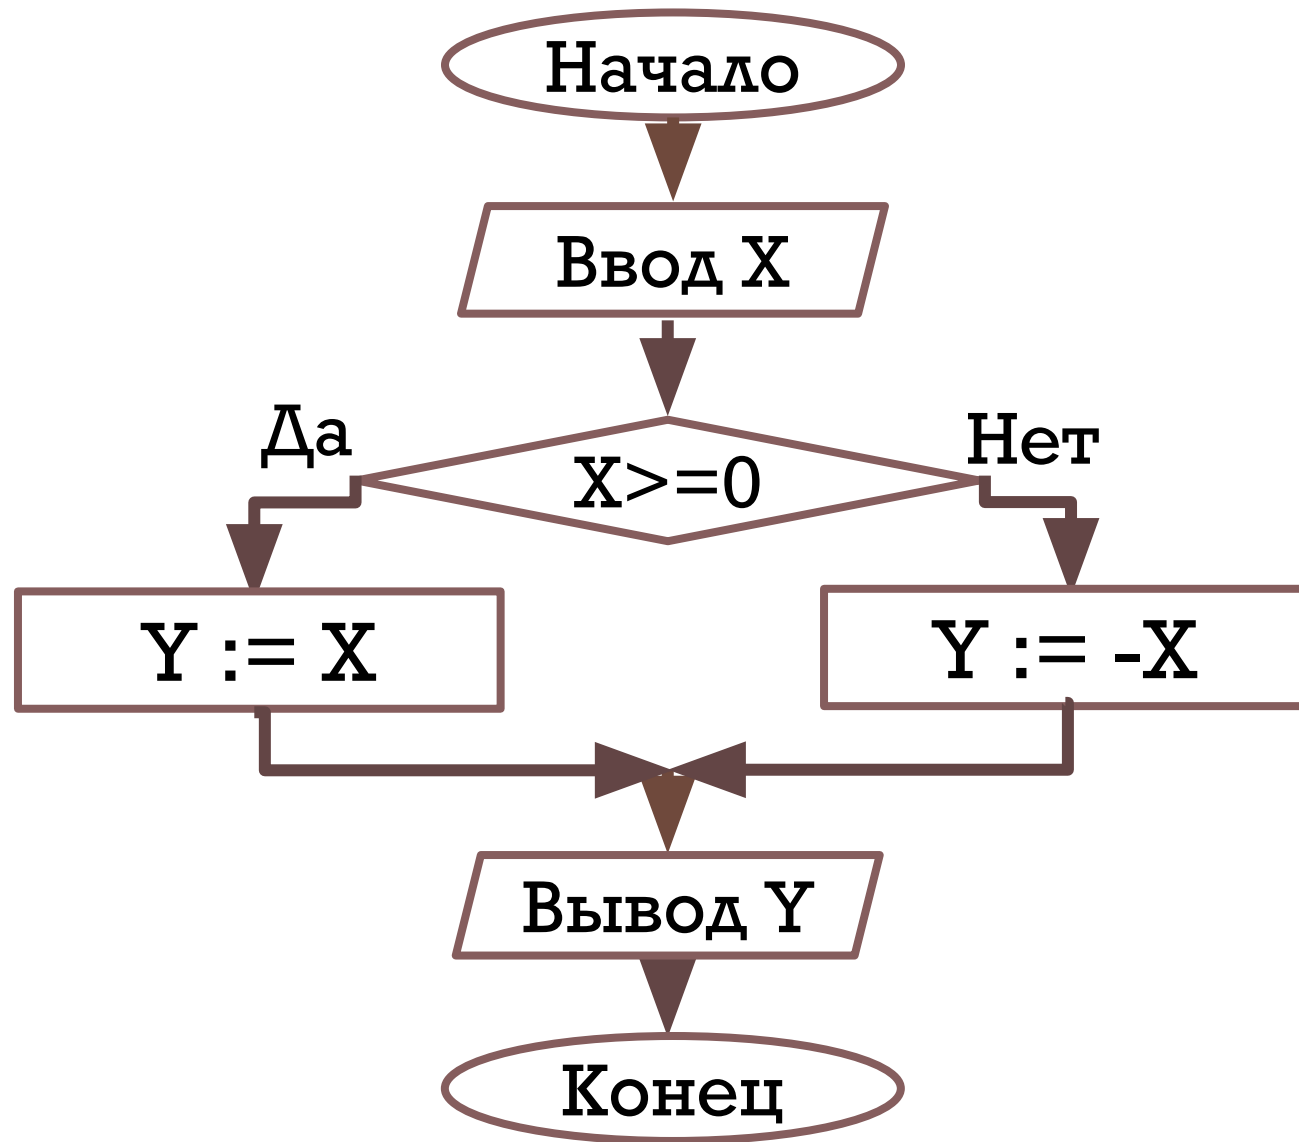 Начало
Ввод X
Да
Нет
X>=0
Y := X
Y := -X
Вывод Y
Конец